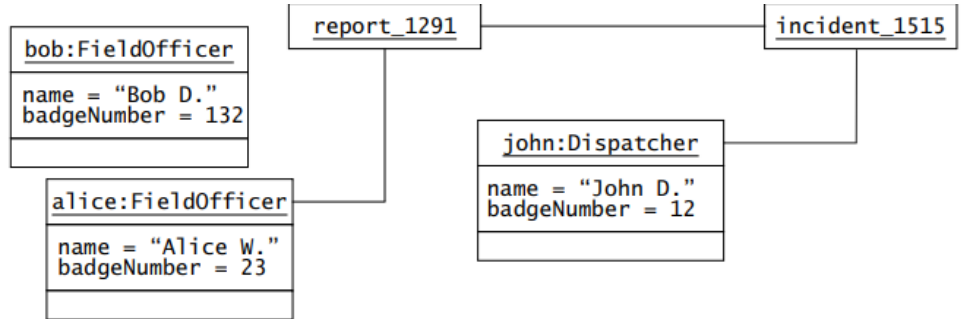 report_1291
incident_1515
bob:FieldOfficer
name = “Bob D.”
badgeNumber = 132
john:Dispatcher
name = “John D.”
badgeNumber = 12
alice:FieldOfficer
name = “Alice W.”
badgeNumber = 23